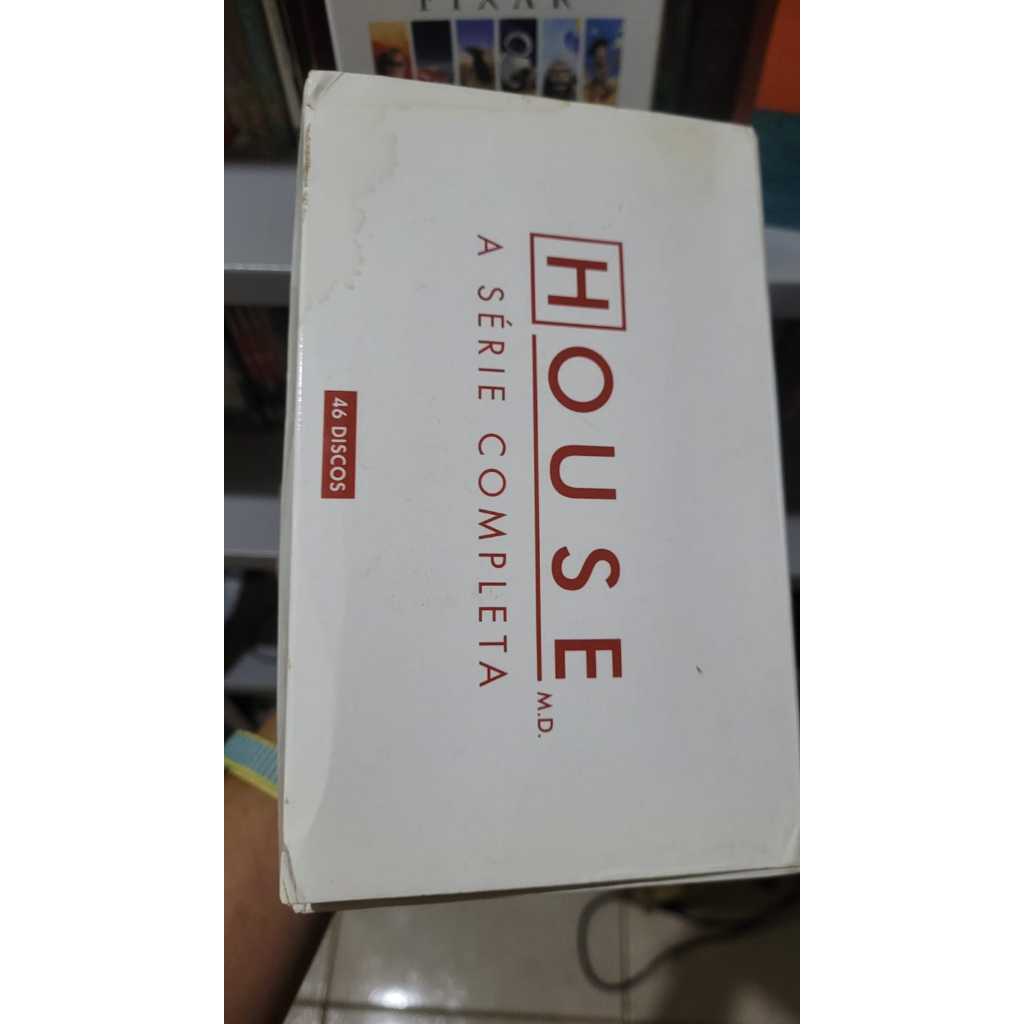 PIXAR
HOUSE
M.D.
A SÉRIE COMPLETA
46 DISCOS